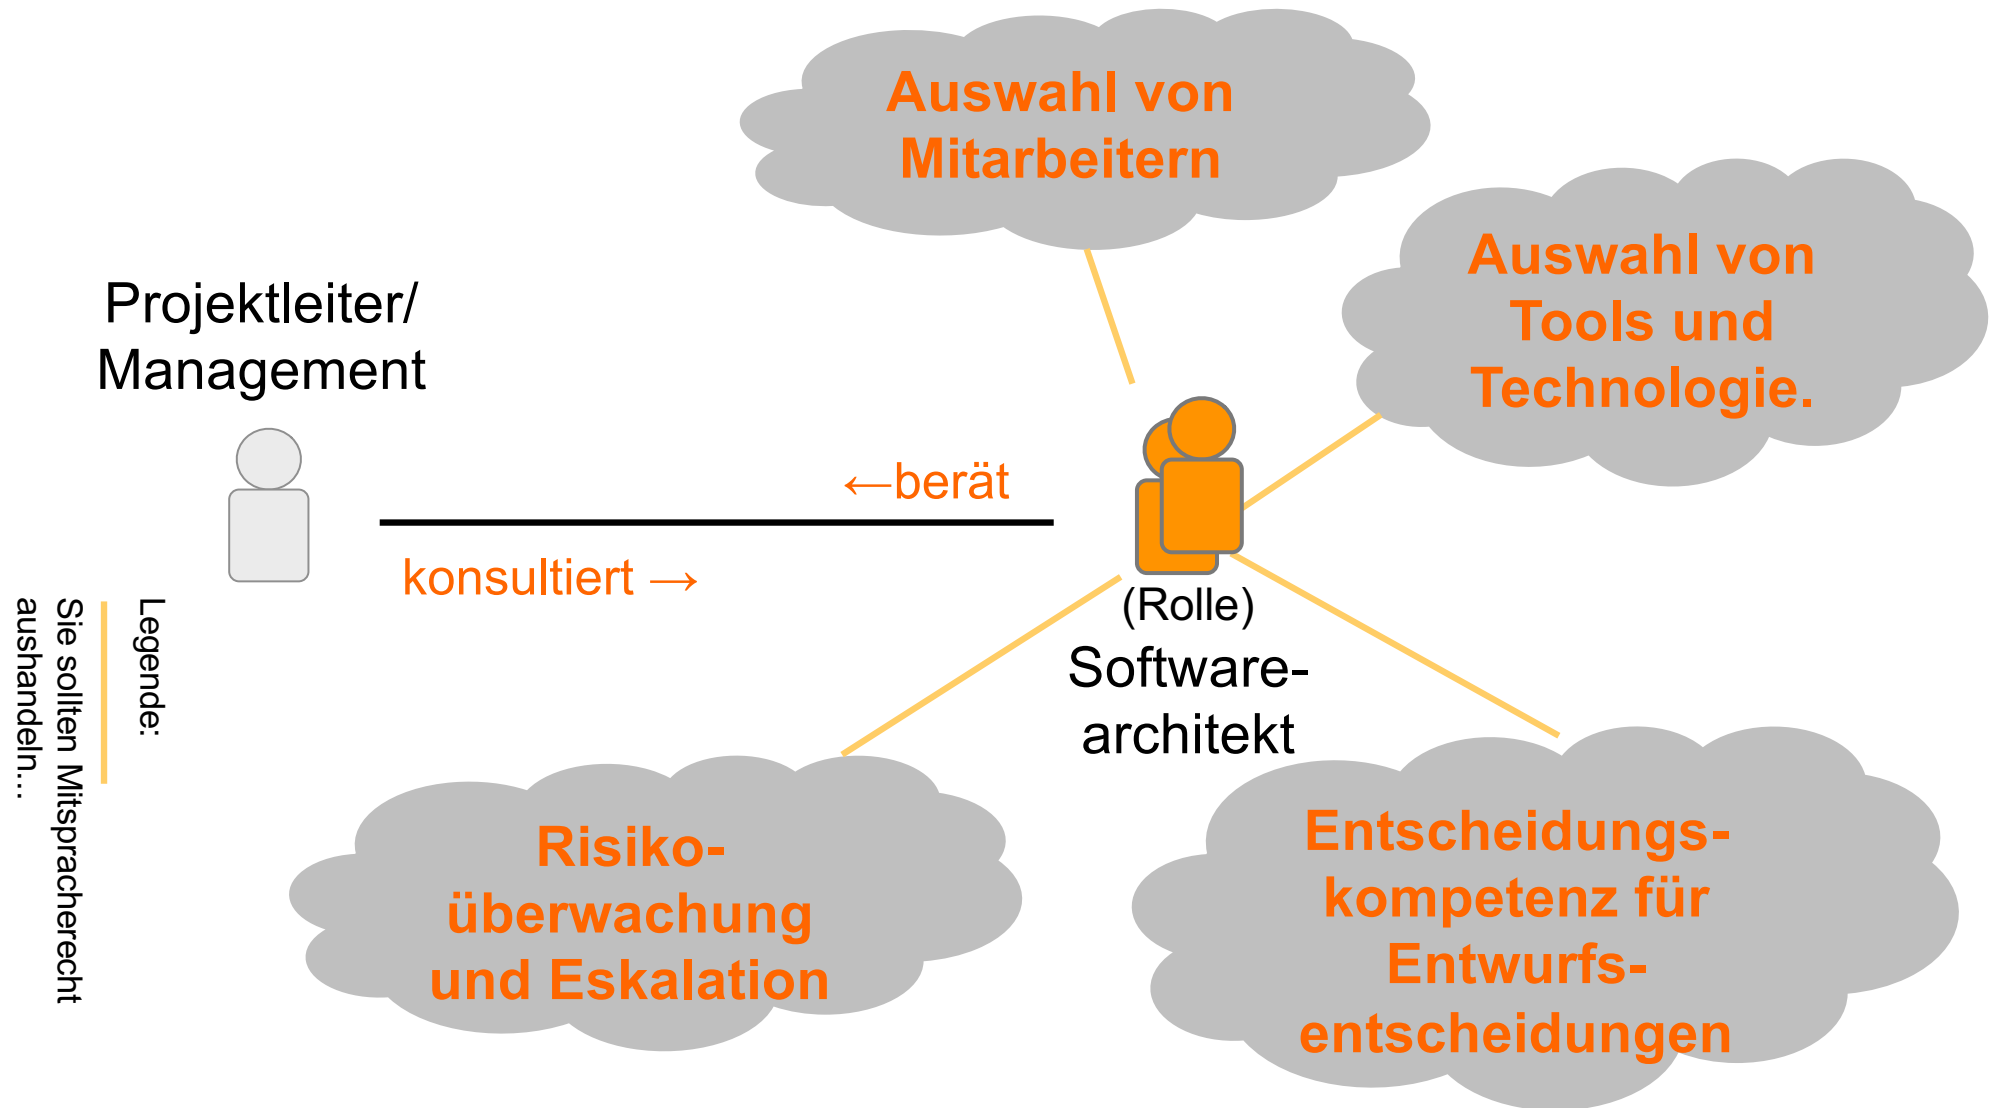 Auswahl von
Mitarbeitern
Auswahl von
Tools und
Technologie.
Projektleiter/
Management
←berät
konsultiert →
(Rolle)
Software-
architekt
Legende:
Sie sollten Mitspracherecht
aushandeln...
Risiko-
überwachung
und Eskalation
Entscheidungs-
kompetenz für
Entwurfs-
entscheidungen